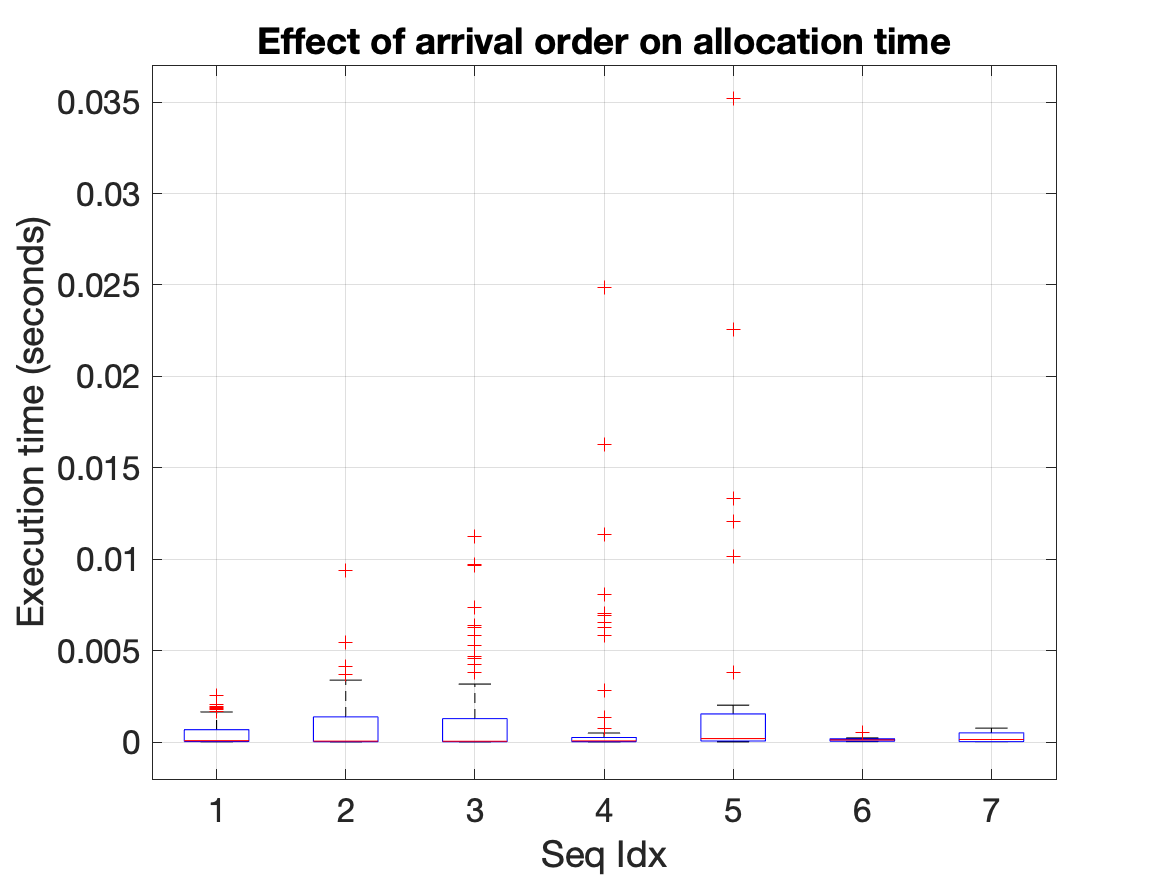 Effect of arrival order on allocation time
Execution time (seconds)
0.035
0.03
0.025
0.02
0.015
0.01
0.005
0
1 2 3 4 5 6 7
Seq Idx